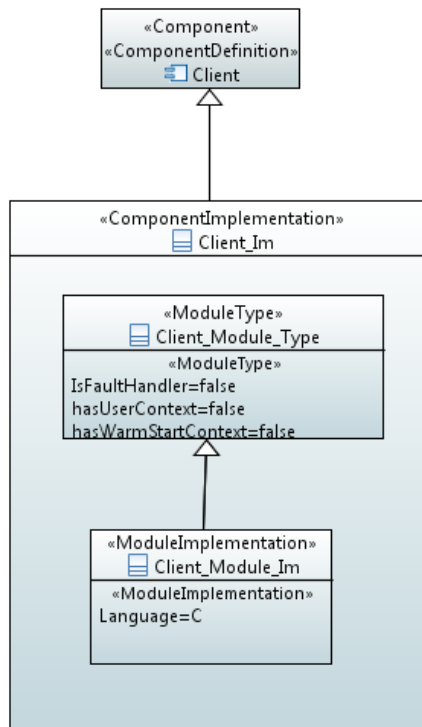 «Component»
«ComponentDefinition»
Client
«ComponentImplementation»
Client_Im
«ModuleType»
Client_Module_Type
«ModuleType»
IsFaultHandler=false
hasUserContext=false
hasWarmStartContext=false
«ModuleImplementation»
Client_Module_Im
«ModuleImplementation»
Language=C